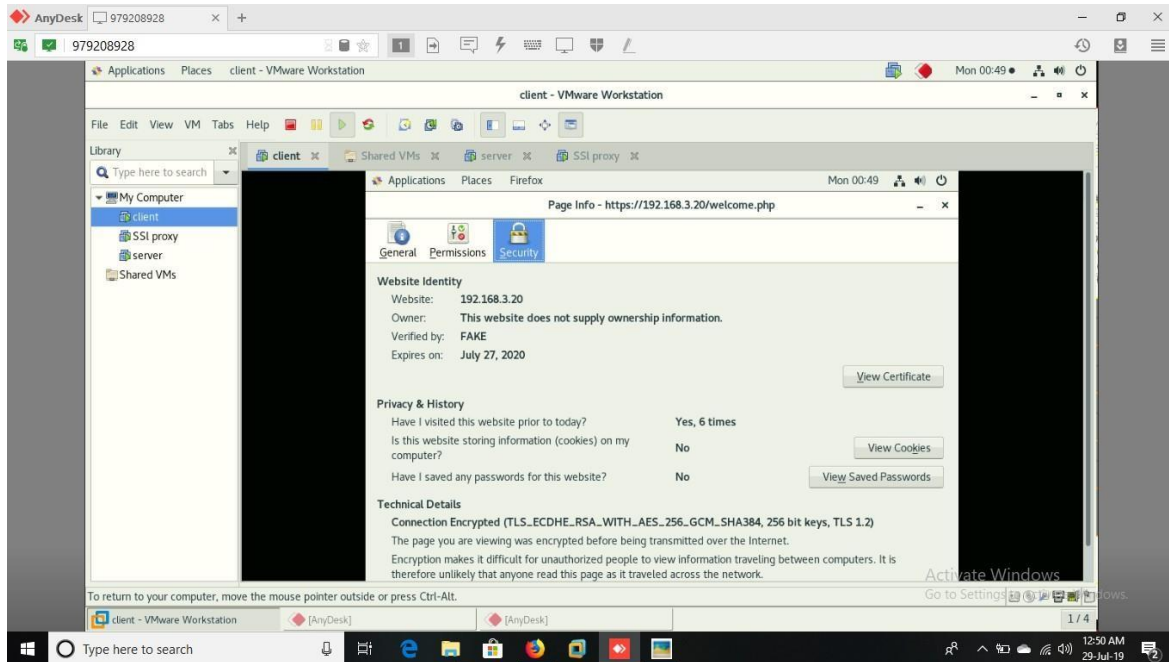 AnyDesk 979208928
979208928
1
Applications Places client - VMware Workstation Mon 00:49
client - VMware Workstation
File Edit View VM Tabs Help
Library
Type here to search
My Computer
client
SSl proxy
server
Shared VMs
client Shared VMs server SSl proxy
Applications Places Firefox Mon 00:49
Page Info - https://192.168.3.20/welcome.php
General Permissions Security
Website Identity
Website: 192.168.3.20
Owner: This website does not supply ownership information.
Verified by: FAKE
Expires on: July 27, 2020
View Certificate
Privacy & History
Have I visited this website prior to today? Yes, 6 times
Is this website storing information (cookies) on my
computer? No View Cookies
Have I saved any passwords for this website? No View Saved Passwords
Technical Details
Connection Encrypted (TLS_ECDHE_RSA_WITH_AES_256_GCM_SHA384, 256 bit keys, TLS 1.2)
The page you are viewing was encrypted before being transmitted over the Internet.
Encryption makes it difficult for unauthorized people to view information traveling between computers. It is
therefore unlikely that anyone read this page as it traveled across the network.
Activate Windows
Go to Settings
To return to your computer, move the mouse pointer outside or press Ctrl-Alt.
client - VMware Workstation [AnyDesk] [AnyDesk] 1 / 4
Type here to search
12:50 AM
29-Jul-19
2